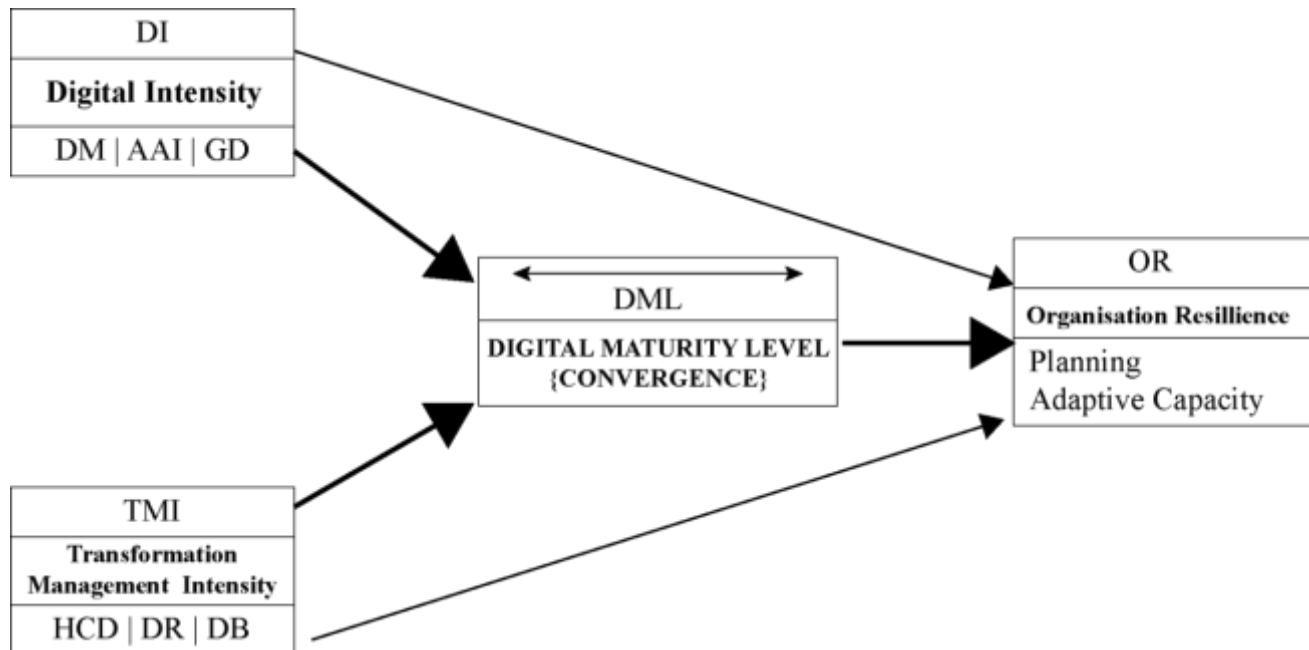 DI
Digital Intensity
DM | AAI | GD
DML
DIGITAL MATURITY LEVEL
{CONVERGENCE}
OR
Organisation Resillience
Planning
Adaptive Capacity
TMI
Transformation
Management Intensity
HCD | DR | DB